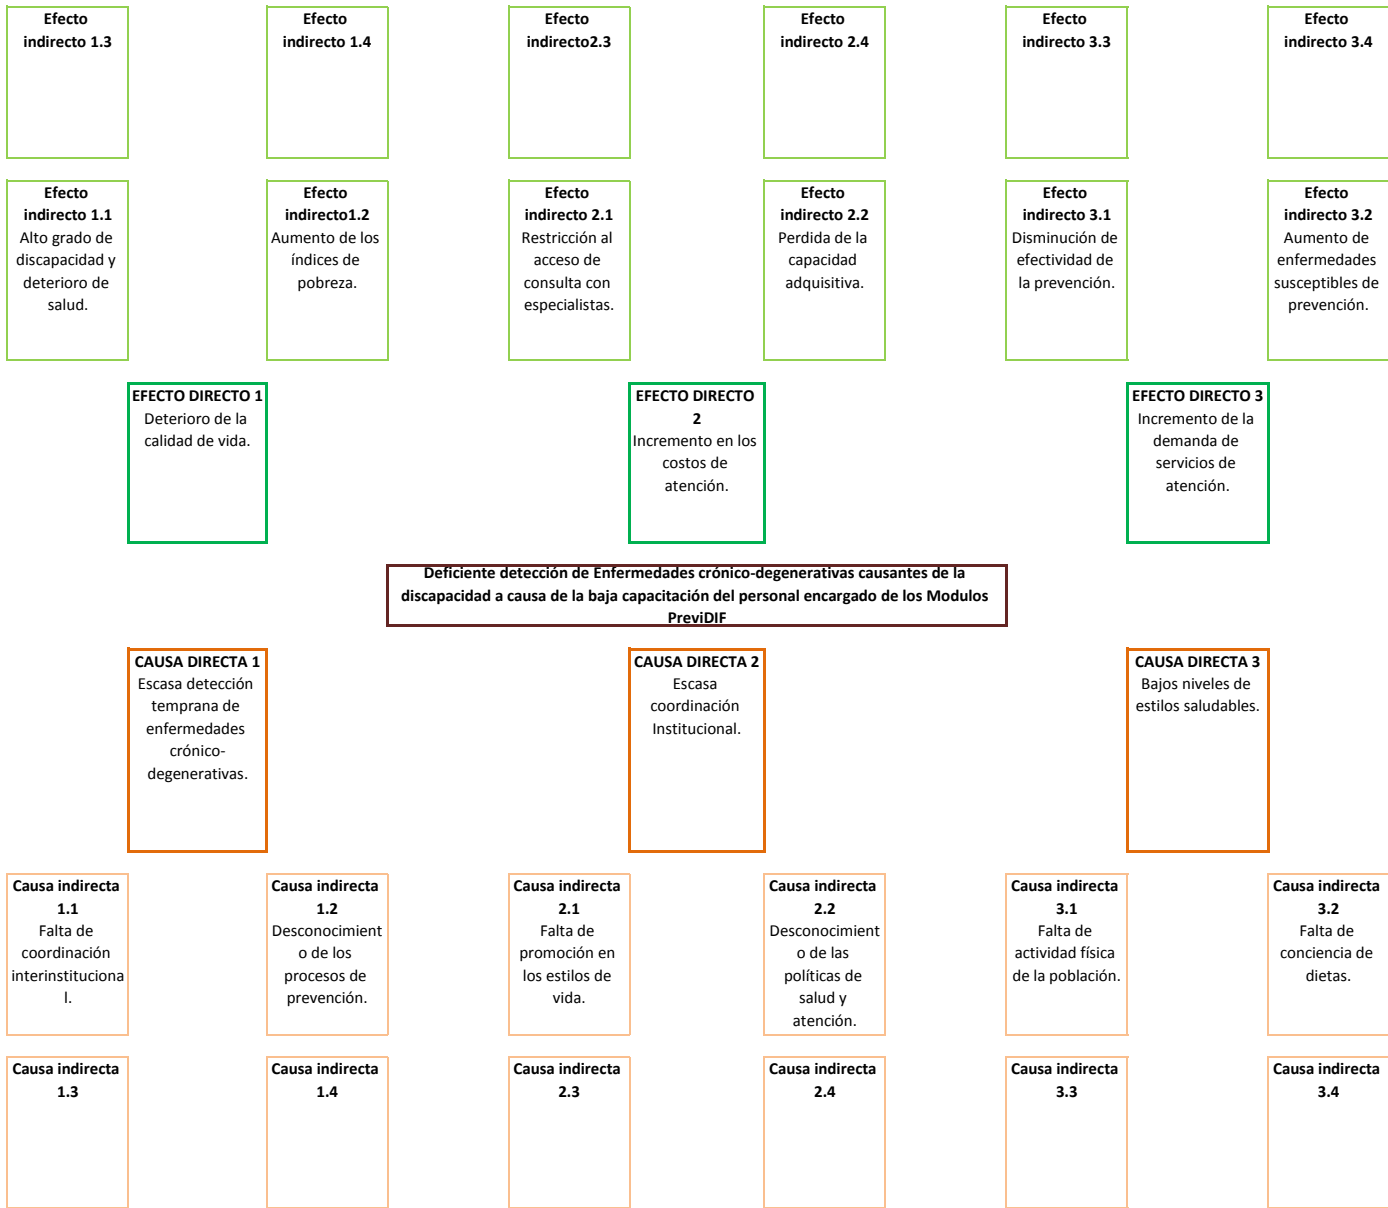 Efecto
indirecto 1.3
Efecto
indirecto 1.4
Efecto
indirecto2.3
Efecto
indirecto 2.4
Efecto
indirecto 3.3
Efecto
indirecto 3.4
Efecto
indirecto 1.1
Alto grado de
discapacidad y
deterioro de
salud.
Efecto
indirecto1.2
Aumento de los
índices de
pobreza.
Efecto
indirecto 2.1
Restricción al
acceso de
consulta con
especialistas.
Efecto
indirecto 2.2
Perdida de la
capacidad
adquisitiva.
Efecto
indirecto 3.1
Disminución de
efectividad de
la prevención.
Efecto
indirecto 3.2
Aumento de
enfermedades
susceptibles de
prevención.
EFECTO DIRECTO 1
Deterioro de la
calidad de vida.
EFECTO DIRECTO
2
Incremento en los
costos de
atención.
EFECTO DIRECTO 3
Incremento de la
demanda de
servicios de
atención.
Deficiente detección de Enfermedades crónico-degenerativas causantes de la
discapacidad a causa de la baja capacitación del personal encargado de los Modulos
PreviDIF
CAUSA DIRECTA 1
Escasa detección
temprana de
enfermedades
crónico-
degenerativas.
CAUSA DIRECTA 2
Escasa
coordinación
Institucional.
CAUSA DIRECTA 3
Bajos niveles de
estilos saludables.
Causa indirecta
1.1
Falta de
coordinación
interinstituciona
l.
Causa indirecta
1.2
Desconocimient
o de los
procesos de
prevención.
Causa indirecta
2.1
Falta de
promoción en
los estilos de
vida.
Causa indirecta
2.2
Desconocimient
o de las
políticas de
salud y
atención.
Causa indirecta
3.1
Falta de
actividad física
de la población.
Causa indirecta
3.2
Falta de
conciencia de
dietas.
Causa indirecta
1.3
Causa indirecta
1.4
Causa indirecta
2.3
Causa indirecta
2.4
Causa indirecta
3.3
Causa indirecta
3.4